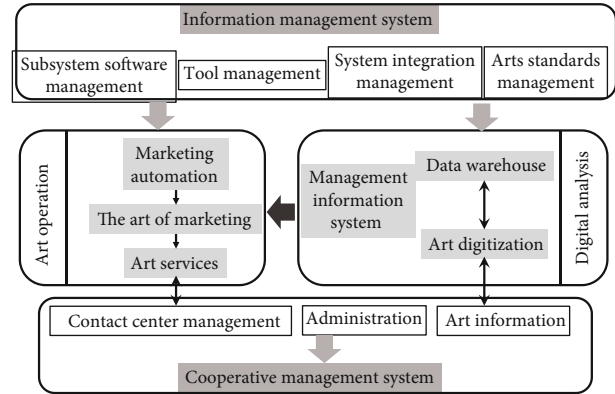 Information management system
Subsystem software
management
Tool management
System integration
management
Arts standards
management
Art operation
Marketing
automation
The art of marketing
Art services
Management
information
system
Data warehouse
Art digitization
Digital analysis
Contact center management
Administration
Art information
Cooperative management system